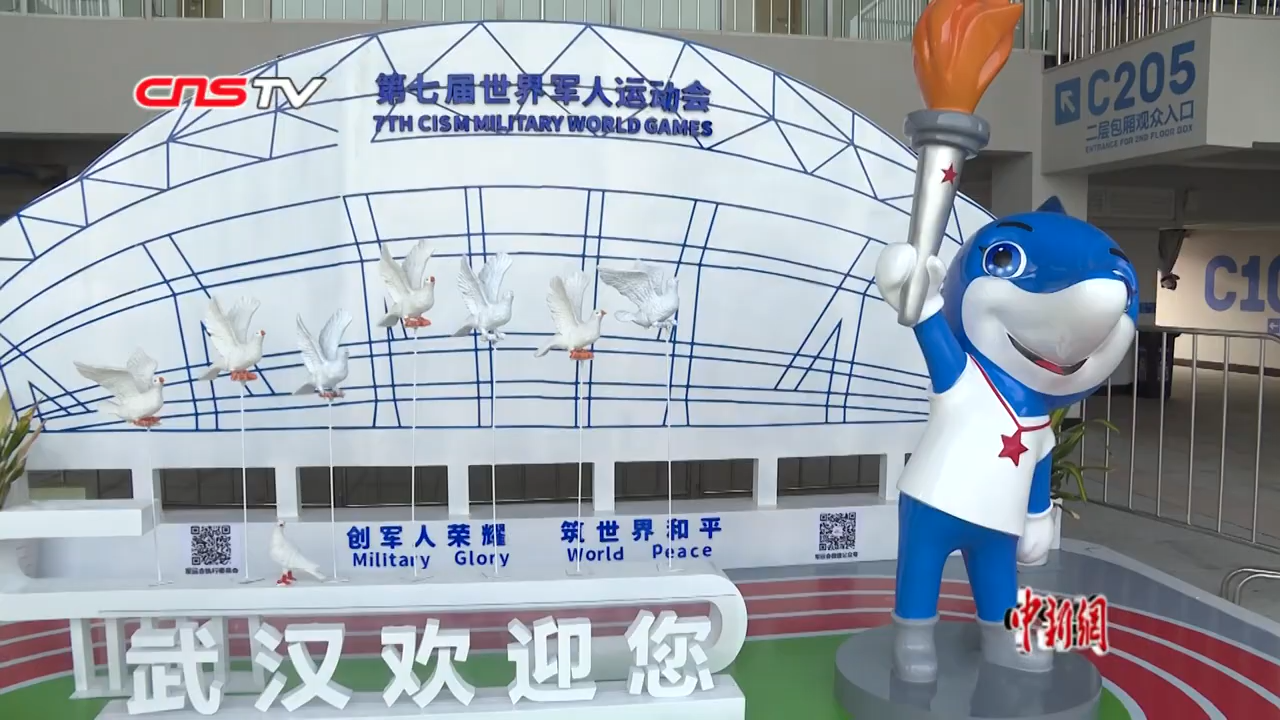 CNSTV
第七届世界军人运动会
7TH CISM MILITARY WORLD GAMES
C205
二层包厢观众入口
ENTRANCE FOR 2ND FLOOR BOX
C10
创军人荣耀 筑世界和平
Military Glory World Peace
武汉欢迎您
中新網